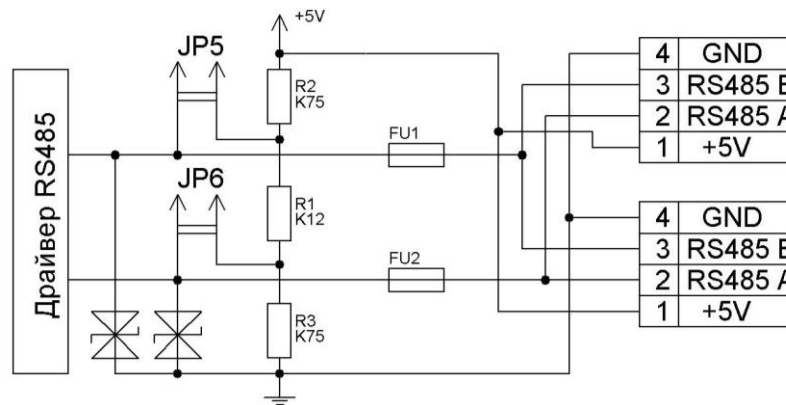 +5V
JP5
R2
K75
4 GND
3 RS485 B
2 RS485 A
1 +5V
FU1
Драйвер RS485
JP6
R1
K12
4 GND
3 RS485 B
2 RS485 A
1 +5V
FU2
R3
K75